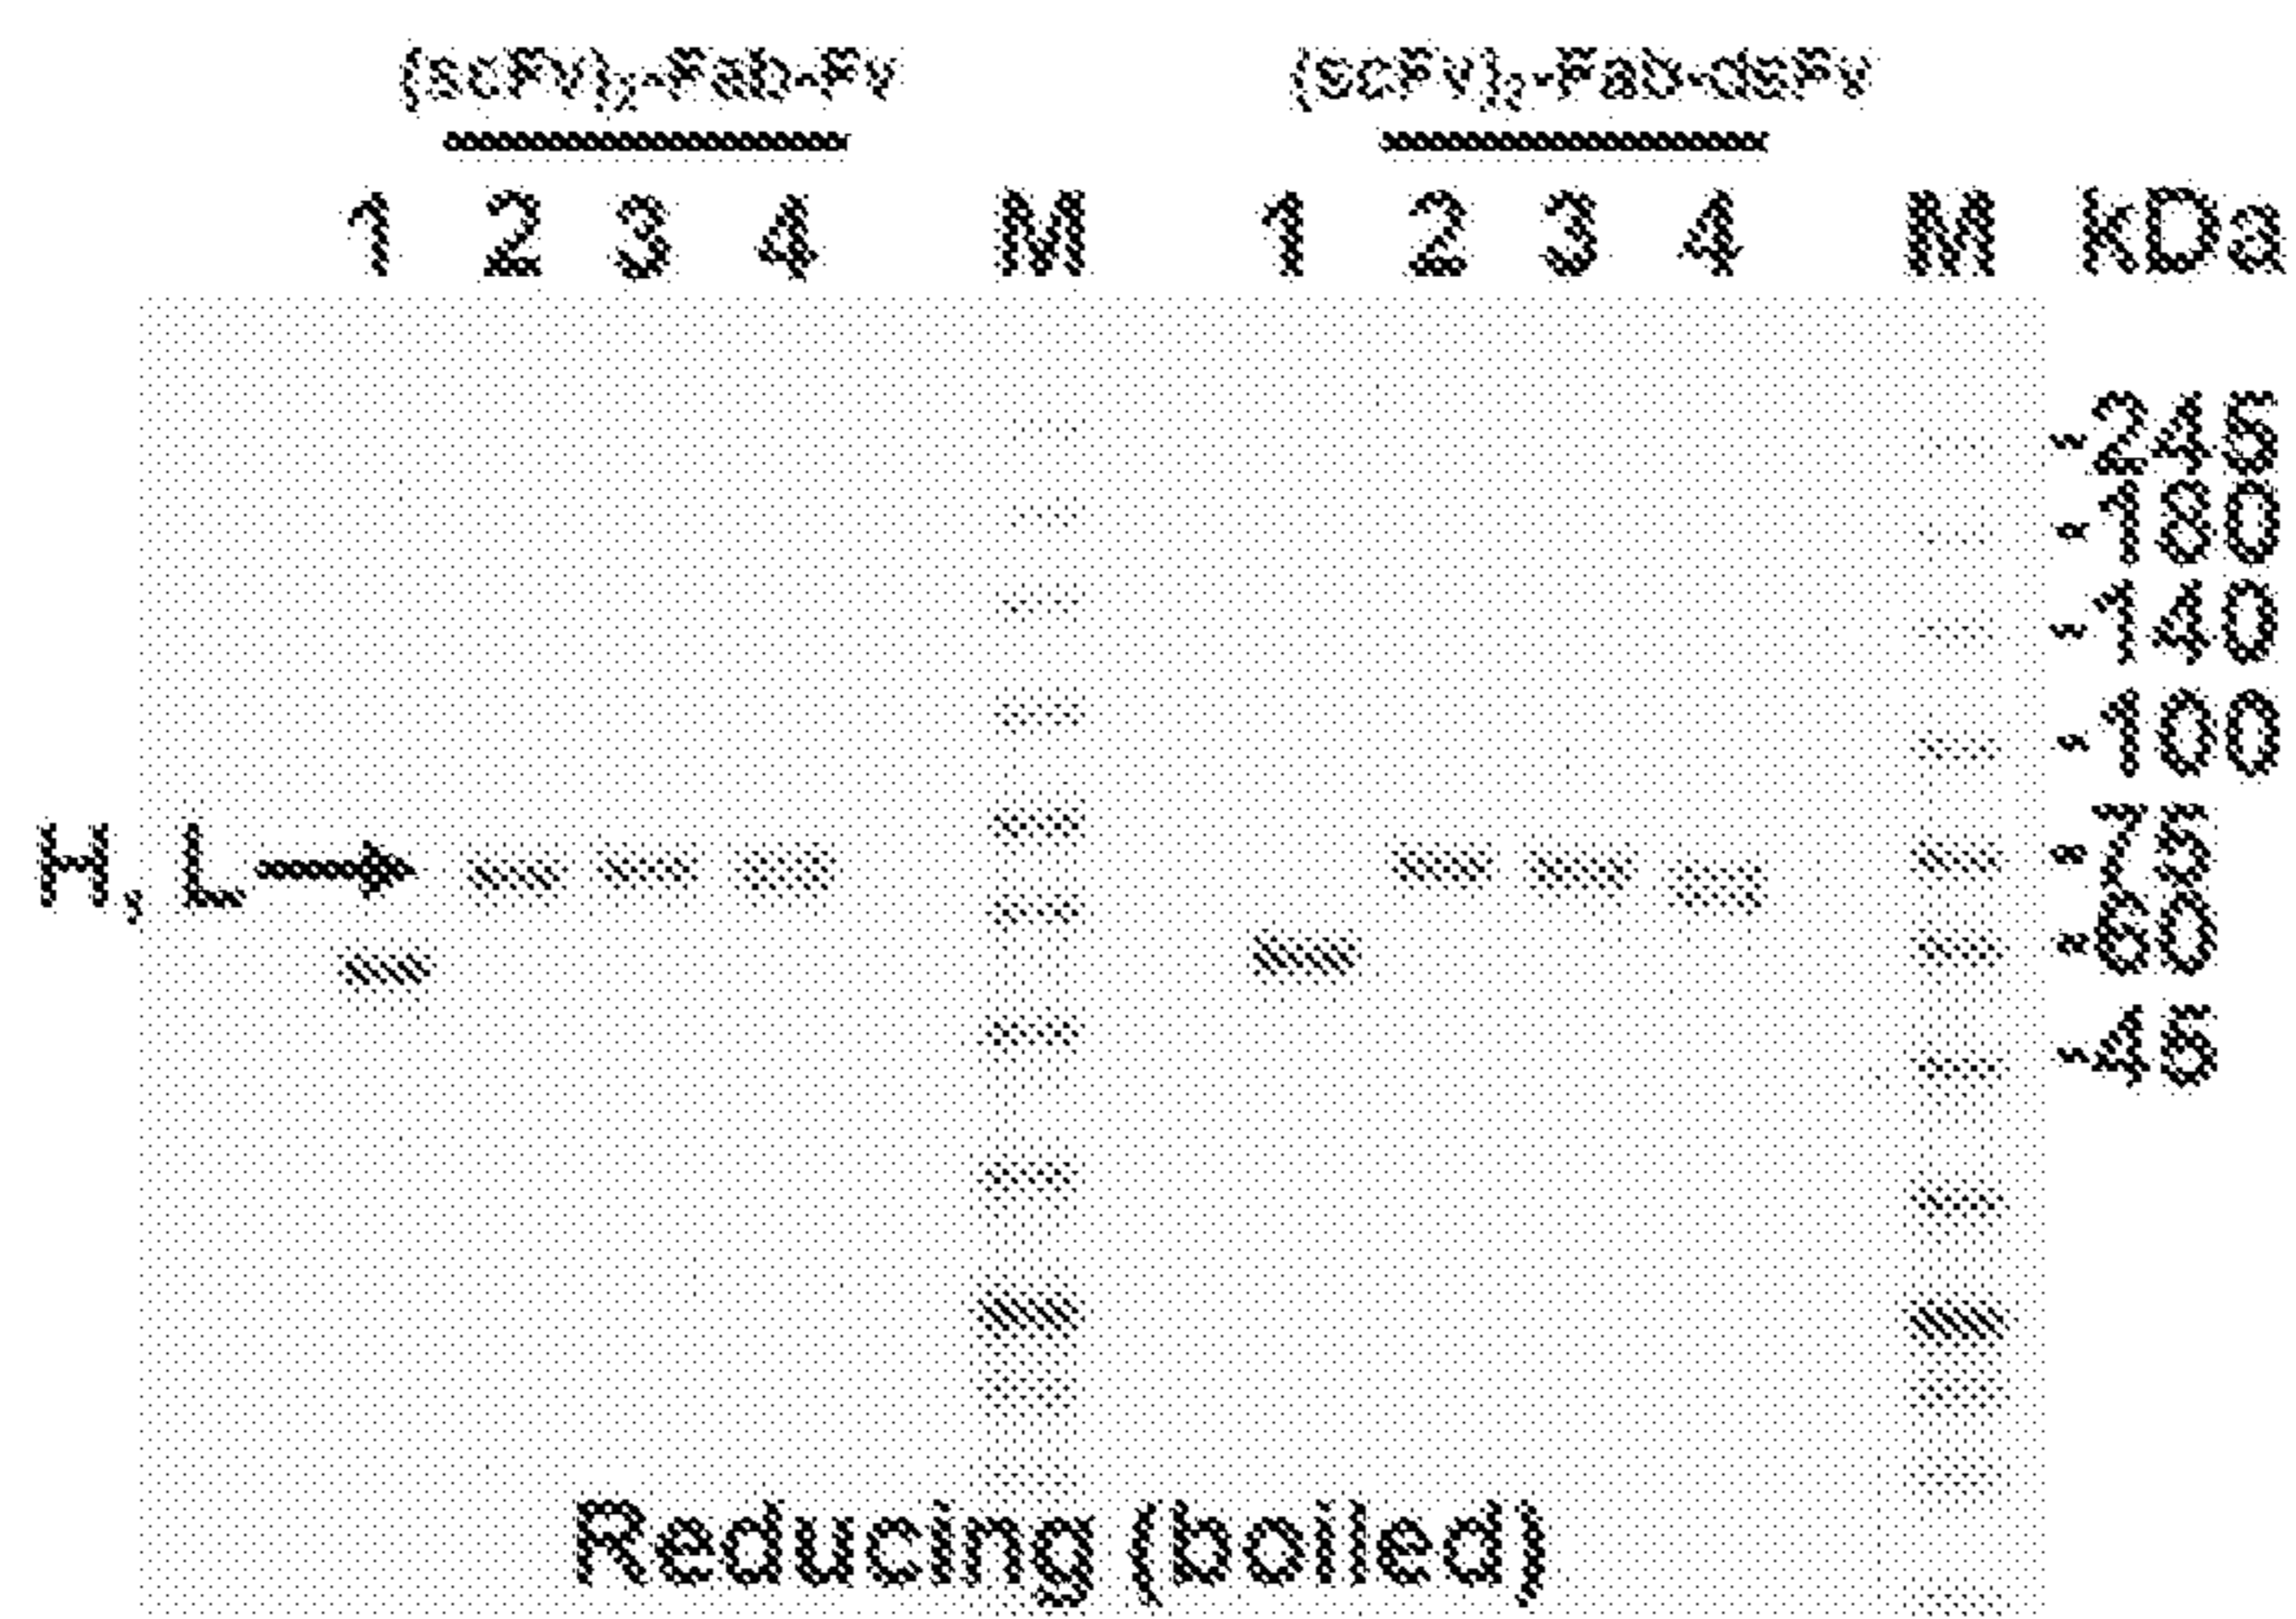 (scFv)₂-Fab-Fv (scFv)₂-Fab-dsFv
1 2 3 4 M 1 2 3 4 M kDa
-245
-180
-140
-100
-75
H, L
-60
-45
Reducing (boiled)